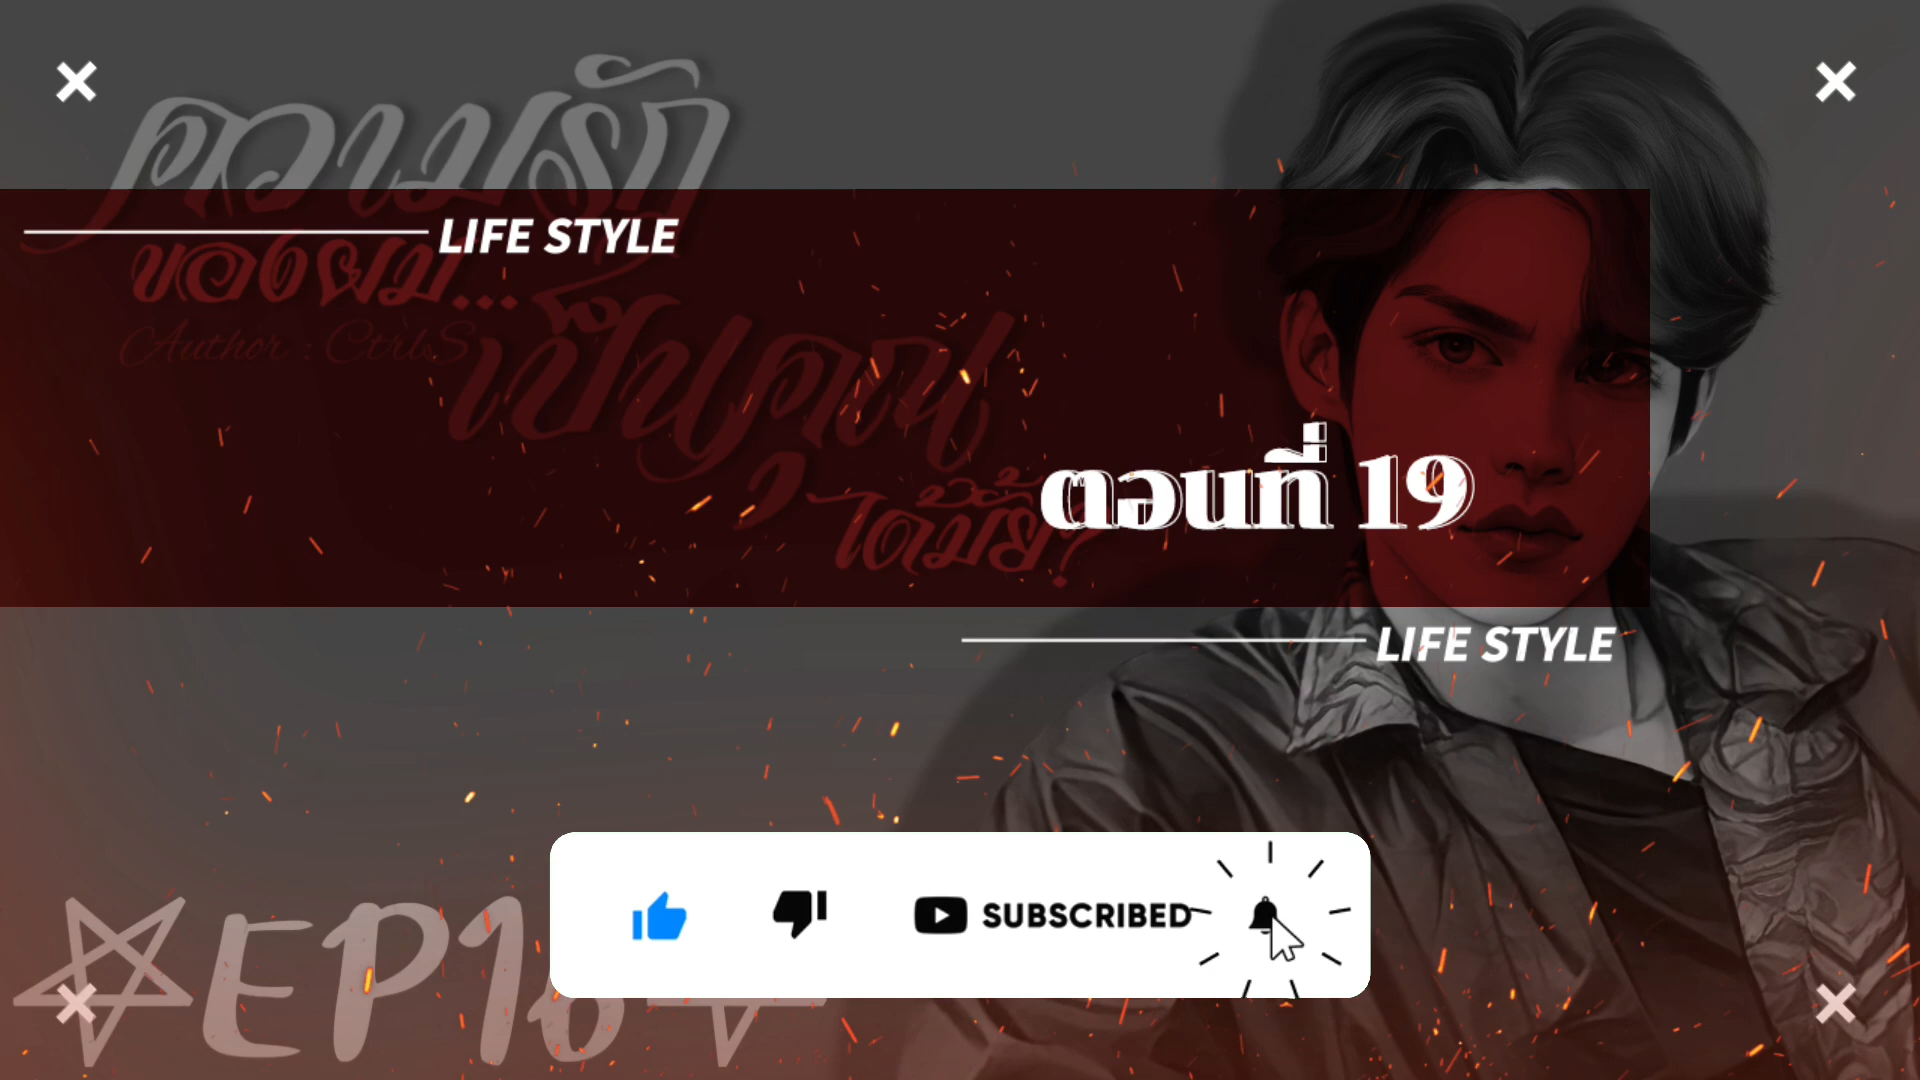 ความรัก
LIFE STYLE
ของผม...
Author : CtrlS
เป็นคุณ
ได้มั้ย?
ตอนที่ 19
LIFE STYLE
SUBSCRIBED